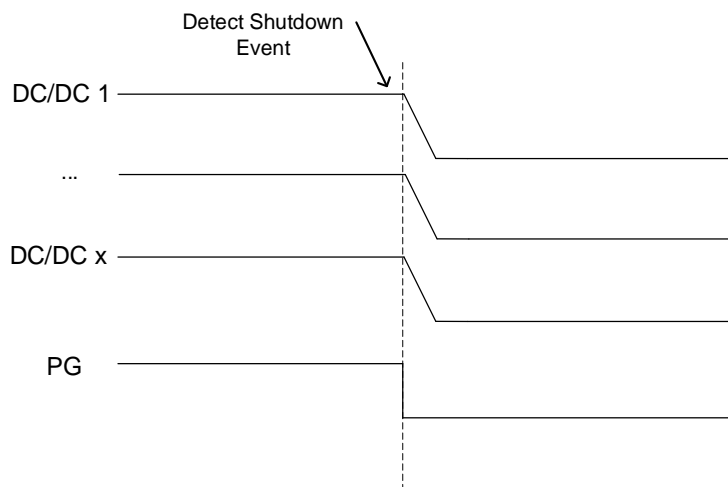 Detect Shutdown
Event
DC/DC 1
...
DC/DC x
PG